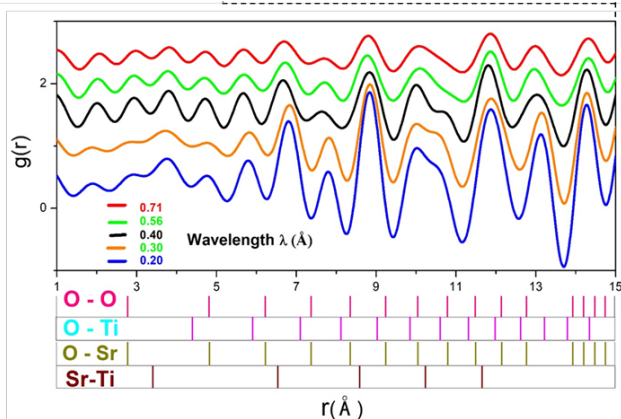 2
g(r)
0
0.71
0.56
0.40
0.30
0.20
Wavelength λ (Å)
1 3 5 7 9 11 13 15
O - O
O - Ti
O - Sr
Sr-Ti
r(Å)